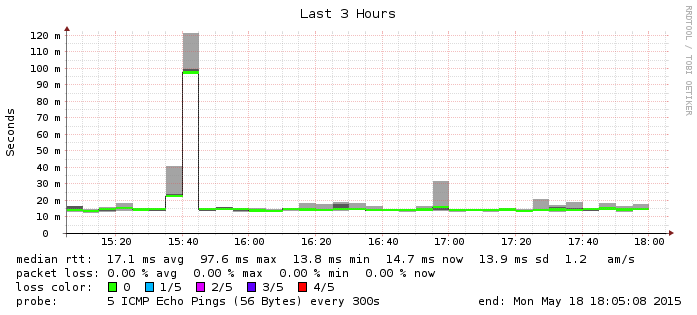 Last 3 Hours
RRDTOOL / TOBI OETIKER
Seconds
120 m
110 m
100 m
90 m
80 m
70 m
60 m
50 m
40 m
30 m
20 m
10 m
0
15:20 15:40 16:00 16:20 16:40 17:00 17:20 17:40 18:00
median rtt: 17.1 ms avg 97.6 ms max 13.8 ms min 14.7 ms now 13.9 ms sd 1.2 am/s
packet loss: 0.00 % avg 0.00 % max 0.00 % min 0.00 % now
loss color: 0 1/5 2/5 3/5 4/5
probe: 5 ICMP Echo Pings (56 Bytes) every 300s end: Mon May 18 18:05:08 2015